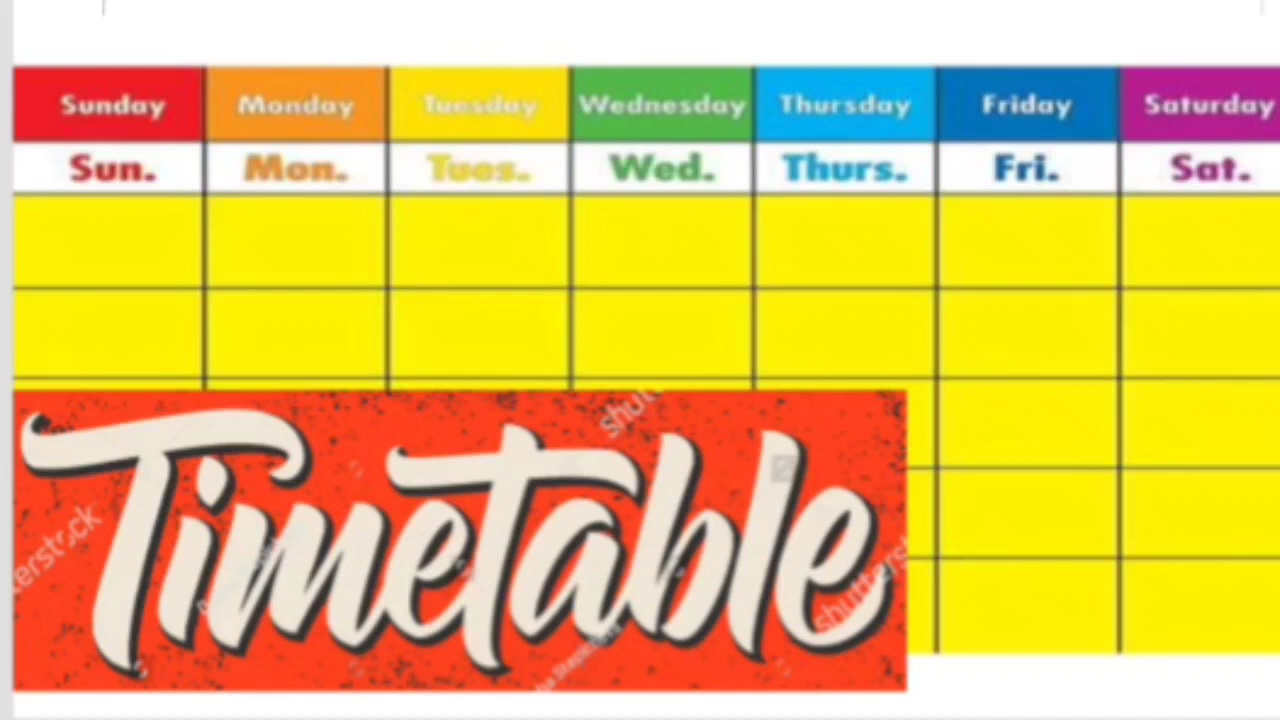 Sunday Monday Tuesday Wednesday Thursday Friday Saturday
Sun. Mon. Tues. Wed. Thurs. Fri. Sat.
Timetable